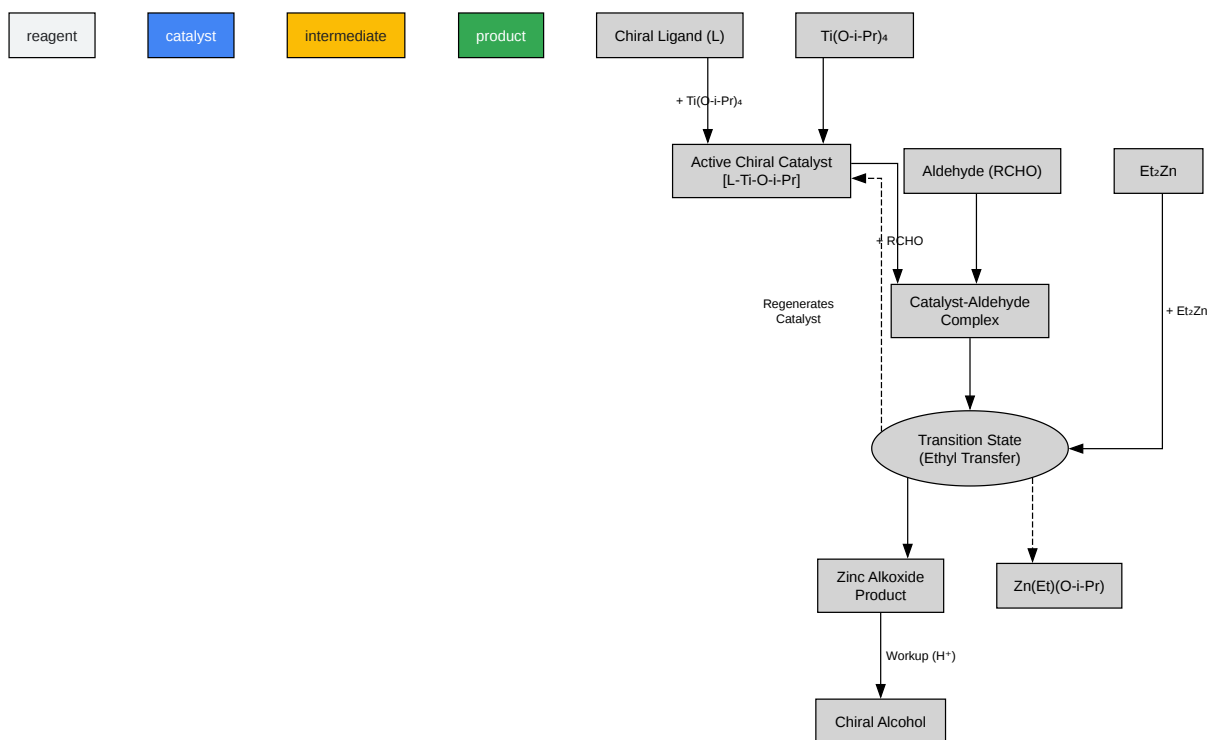 reagent
catalyst
intermediate
product
Chiral Ligand (L)
Ti(O-i-Pr)₄
+ Ti(O-i-Pr)₄
Active Chiral Catalyst
[L-Ti-O-i-Pr]
Aldehyde (RCHO)
Et₂Zn
+ RCHO
Catalyst-Aldehyde
Complex
Regenerates
Catalyst
+ Et₂Zn
Transition State
(Ethyl Transfer)
Zinc Alkoxide
Product
Zn(Et)(O-i-Pr)
Workup (H⁺)
Chiral Alcohol